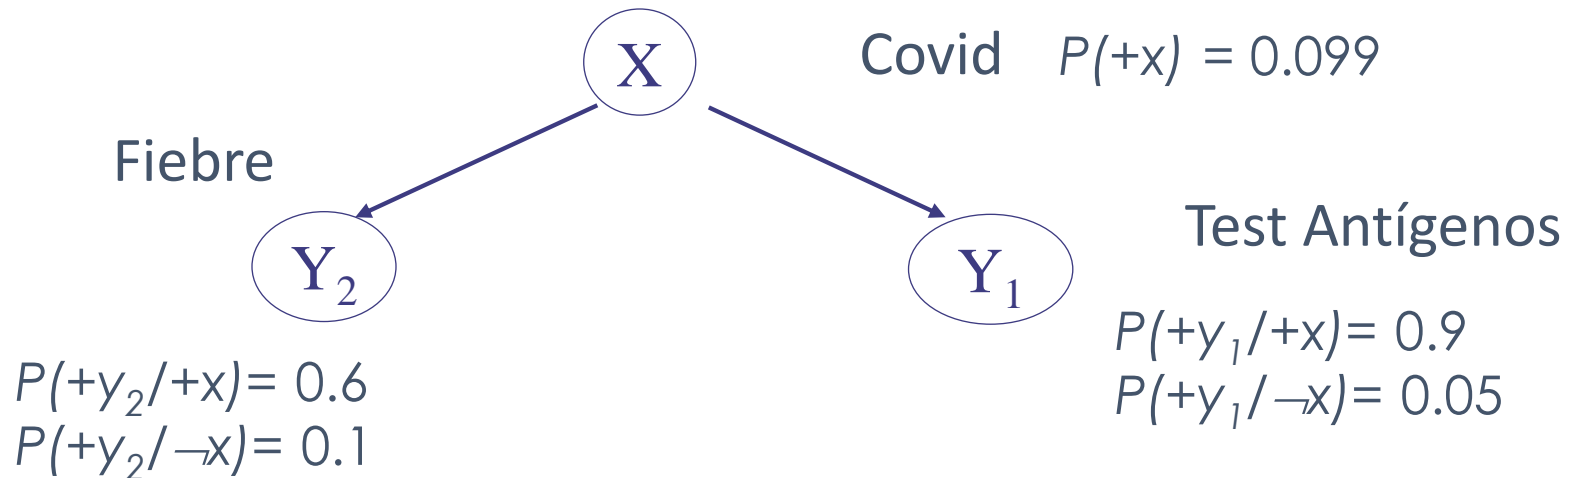 X
Covid P(+x) = 0.099
Fiebre
Test Antígenos
Y₂
Y₁
P(+y₁/+x)= 0.9
P(+y₁/¬x)= 0.05
P(+y₂/+x)= 0.6
P(+y₂/¬x)= 0.1